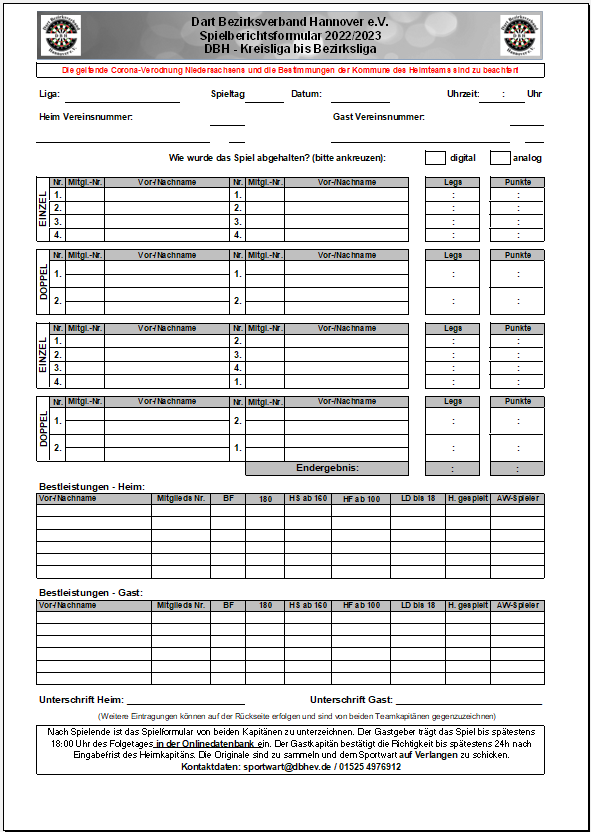 Dart Bezirksverband Hannover e.V.
Spielberichtsformular 2022/2023
DBH - Kreisliga bis Bezirksliga
Die geltende Corona-Verodnung Niedersachsens und die Bestimmungen der Kommune des Heimteams sind zu beachten!
Liga: Spieltag Datum: Uhrzeit: : Uhr
Heim Vereinsnummer: Gast Vereinsnummer:
Wie wurde das Spiel abgehalten? (bitte ankreuzen): digital analog
EINZEL
Nr. Mitgl.-Nr. Vor-/Nachname Nr. Mitgl.-Nr. Vor-/Nachname Legs Punkte
1. 1. : :
2. 2. : :
3. 3. : :
4. 4. : :
DOPPEL
Nr. Mitgl.-Nr. Vor-/Nachname Nr. Mitgl.-Nr. Vor-/Nachname Legs Punkte
1. 1. : :
2. 2. : :
EINZEL
Nr. Mitgl.-Nr. Vor-/Nachname Nr. Mitgl.-Nr. Vor-/Nachname Legs Punkte
1. 2. : :
2. 3. : :
3. 4. : :
4. 1. : :
DOPPEL
Nr. Mitgl.-Nr. Vor-/Nachname Nr. Mitgl.-Nr. Vor-/Nachname Legs Punkte
1. 2. : :
2. 1. : :
Endergebnis: : :
Bestleistungen - Heim:
Vor-/Nachname Mitglieds Nr. BF 180 HS ab 160 HF ab 100 LD bis 18 H. gespielt AW-Spieler
Bestleistungen - Gast:
Vor-/Nachname Mitglieds Nr. BF 180 HS ab 160 HF ab 100 LD bis 18 H. gespielt AW-Spieler
Unterschrift Heim: Unterschrift Gast:
(Weitere Eintragungen können auf der Rückseite erfolgen und sind von beiden Teamkapitänen gegenzuzeichnen)
Nach Spielende ist das Spielformular von beiden Kapitänen zu unterzeichnen. Der Gastgeber trägt das Spiel bis spätestens
18:00 Uhr des Folgetages in der Onlinedatenbank ein. Der Gastkapitän bestätigt die Richtigkeit bis spätestens 24h nach
Eingabefrist des Heimkapitäns. Die Originale sind zu sammeln und dem Sportwart auf Verlangen zu schicken.
Kontaktdaten: sportwart@dbhev.de / 01525 4976912